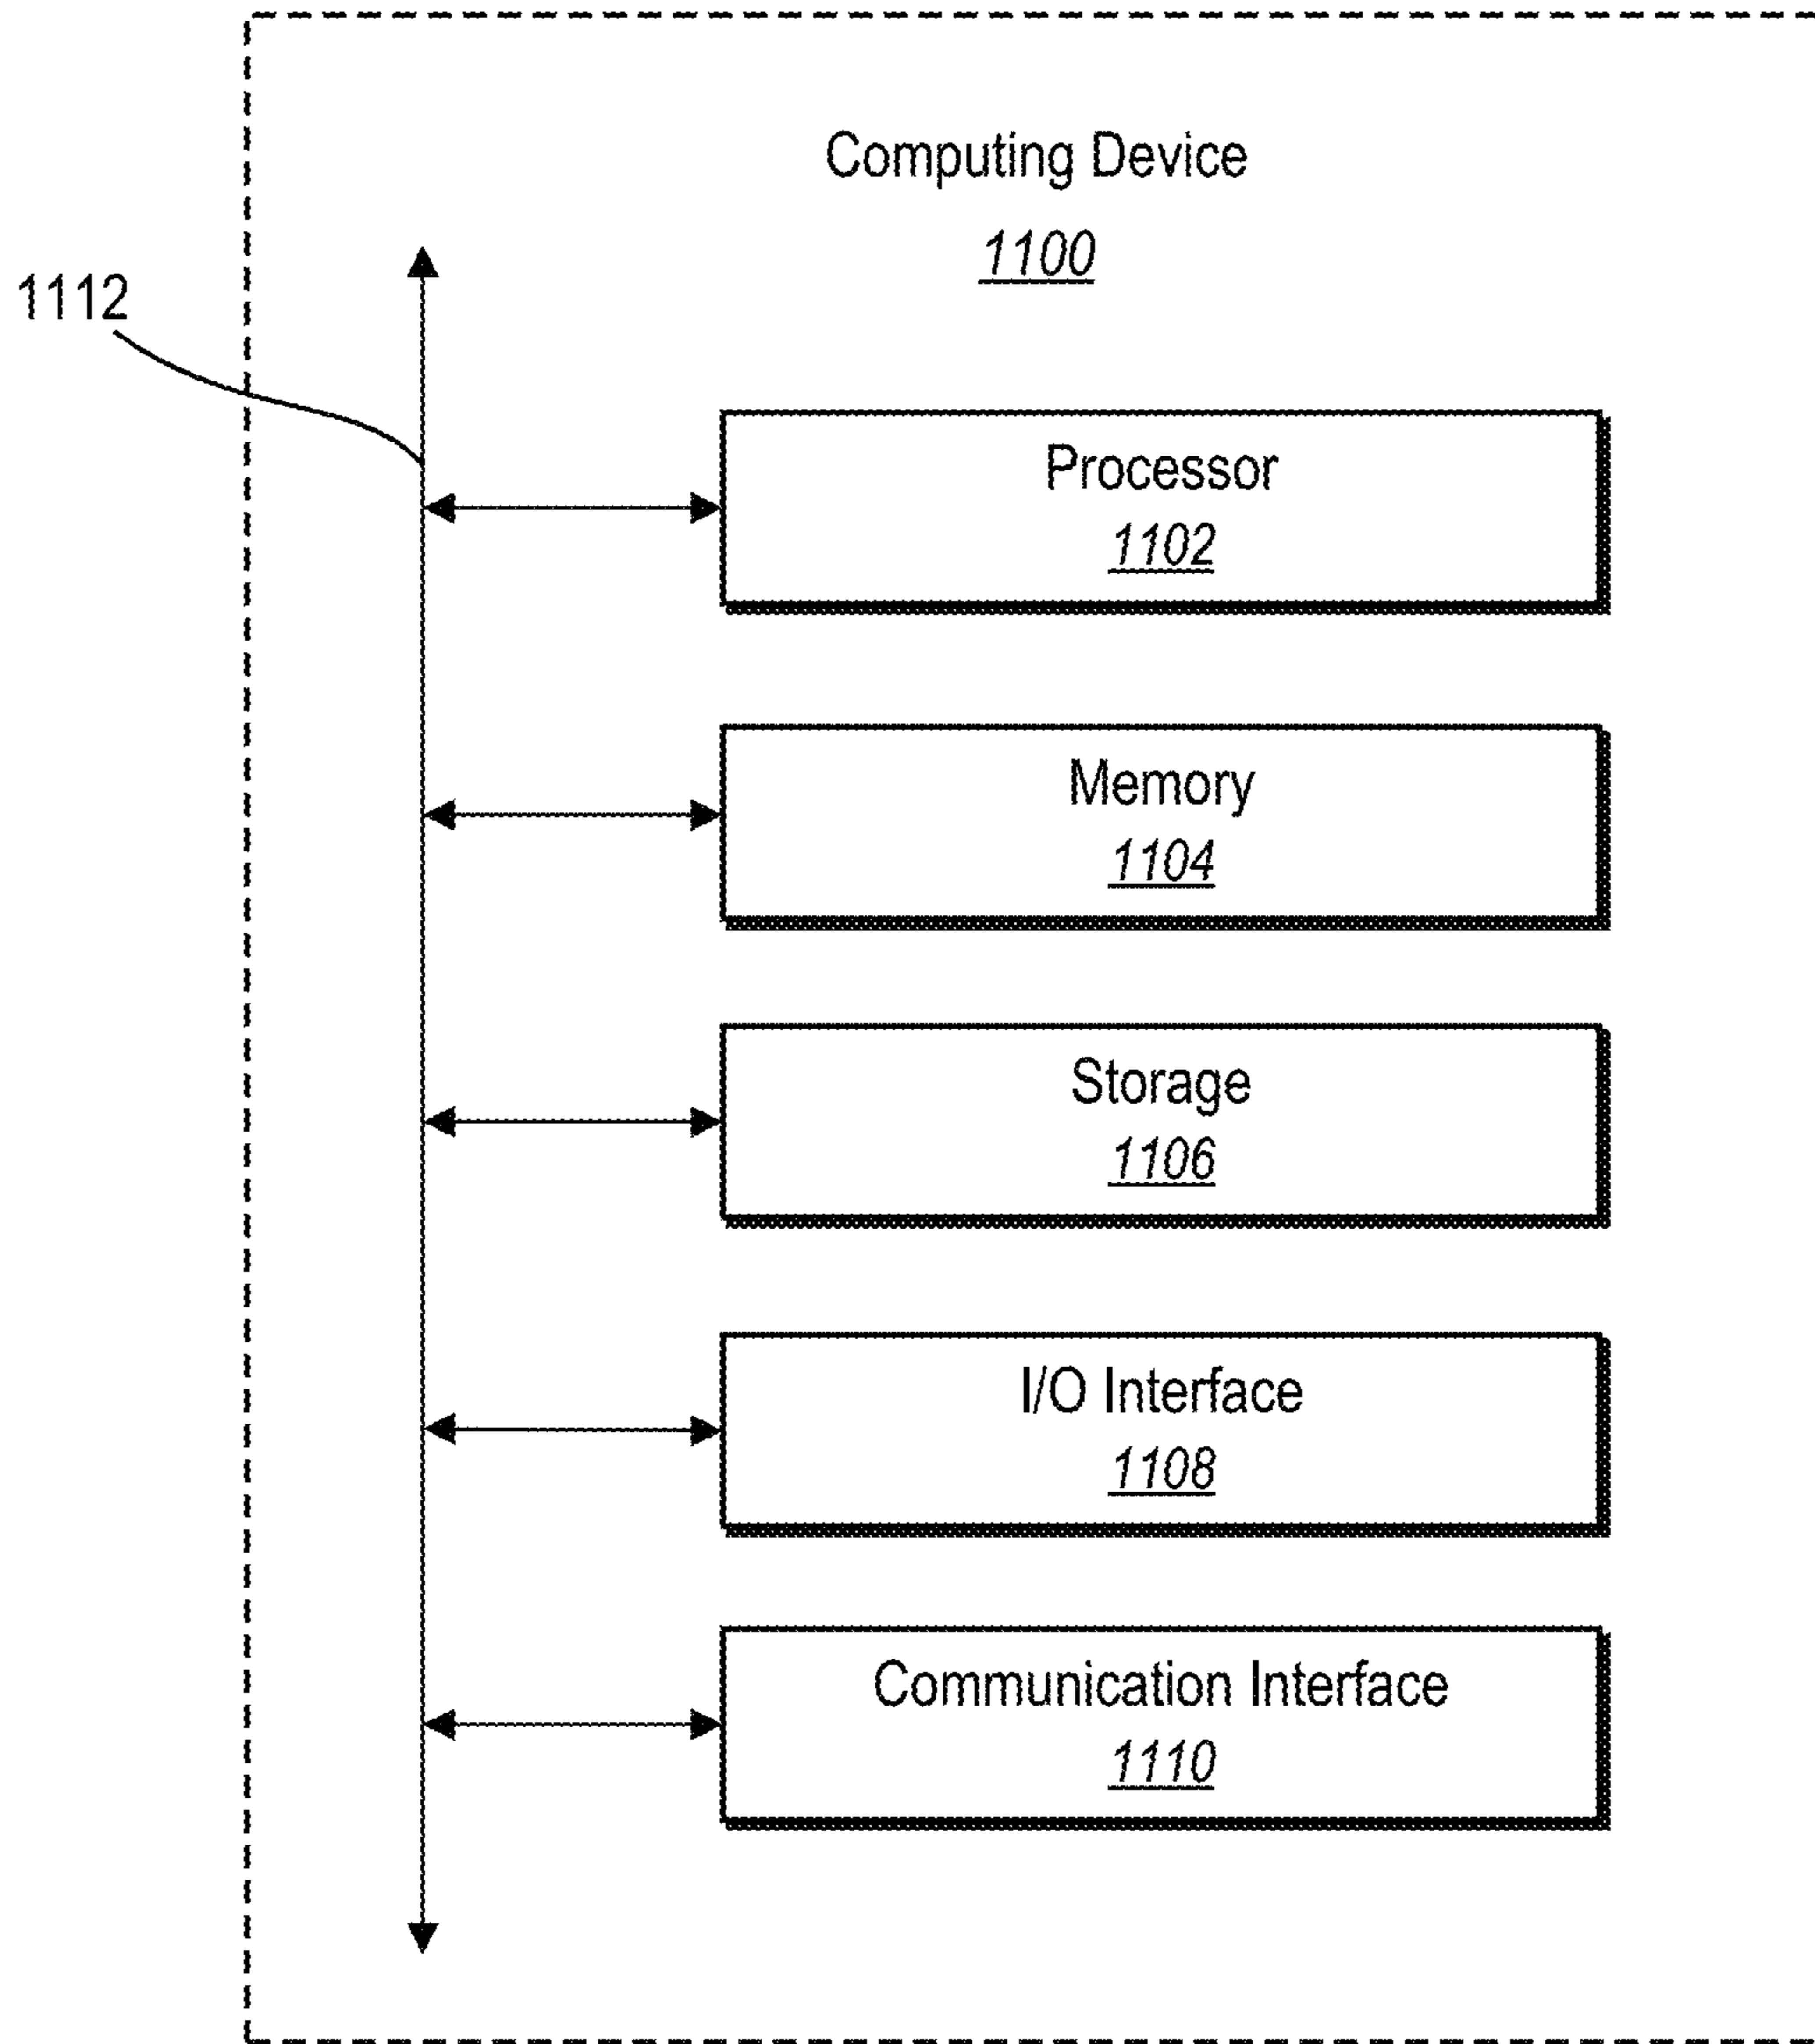 Computing Device
1100
1112
Processor
1102
Memory
1104
Storage
1106
I/O Interface
1108
Communication Interface
1110